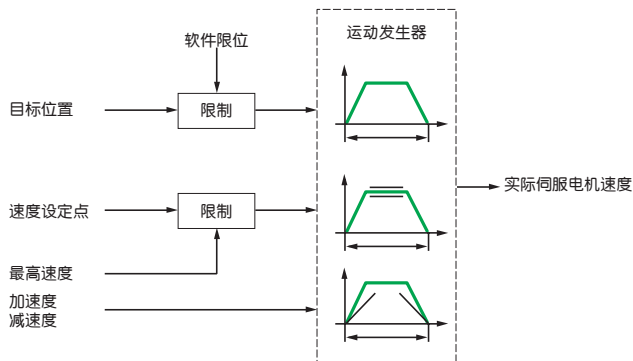 软件限位
运动发生器
目标位置
限制
实际伺服电机速度
速度设定点
限制
最高速度
加速度
减速度